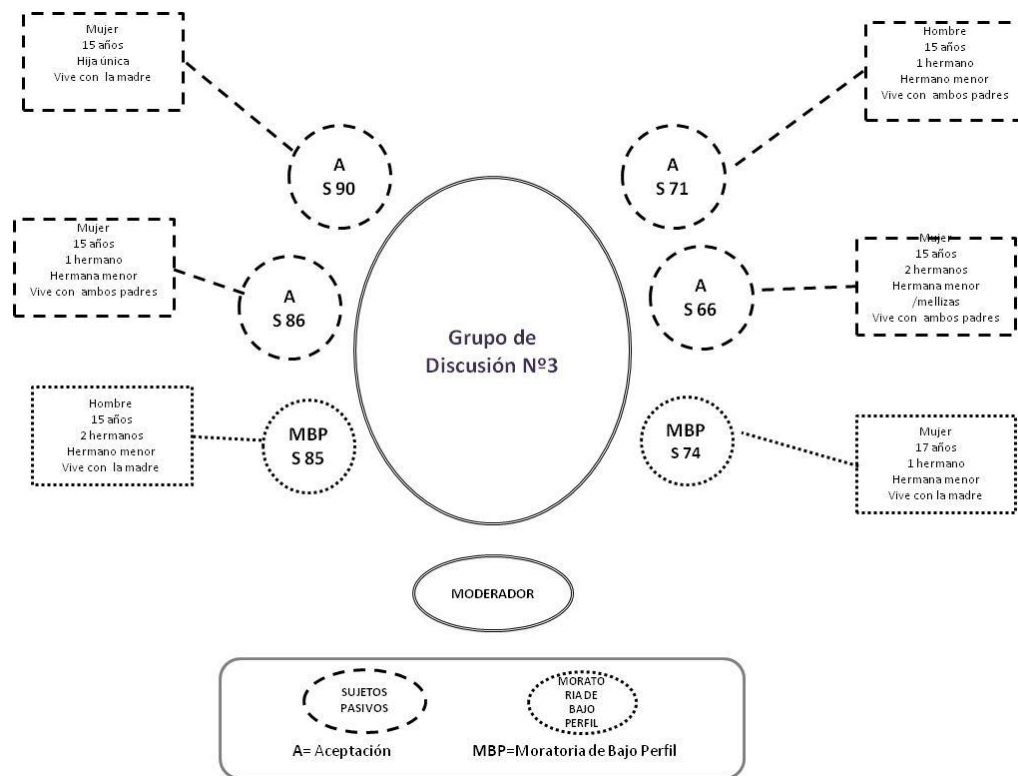 Mujer
15 años
Hija única
Vive con la madre
Hombre
15 años
1 hermano
Hermano menor
Vive con ambos padres
A
S 90
A
S 71
Mujer
15 años
1 hermano
Hermana menor
Vive con ambos padres
A
S 86
A
S 66
Mujer
15 años
2 hermanos
Hermana menor
/mellizas
Vive con ambos padres
Grupo de
Discusión Nº3
Hombre
15 años
2 hermanos
Hermano menor
Vive con la madre
MBP
S 85
MBP
S 74
Mujer
17 años
1 hermano
Hermana menor
Vive con la madre
MODERADOR
SUJETOS
PASIVOS
MORATO
RIA DE
BAJO
PERFIL
A= Aceptación
MBP=Moratoria de Bajo Perfil